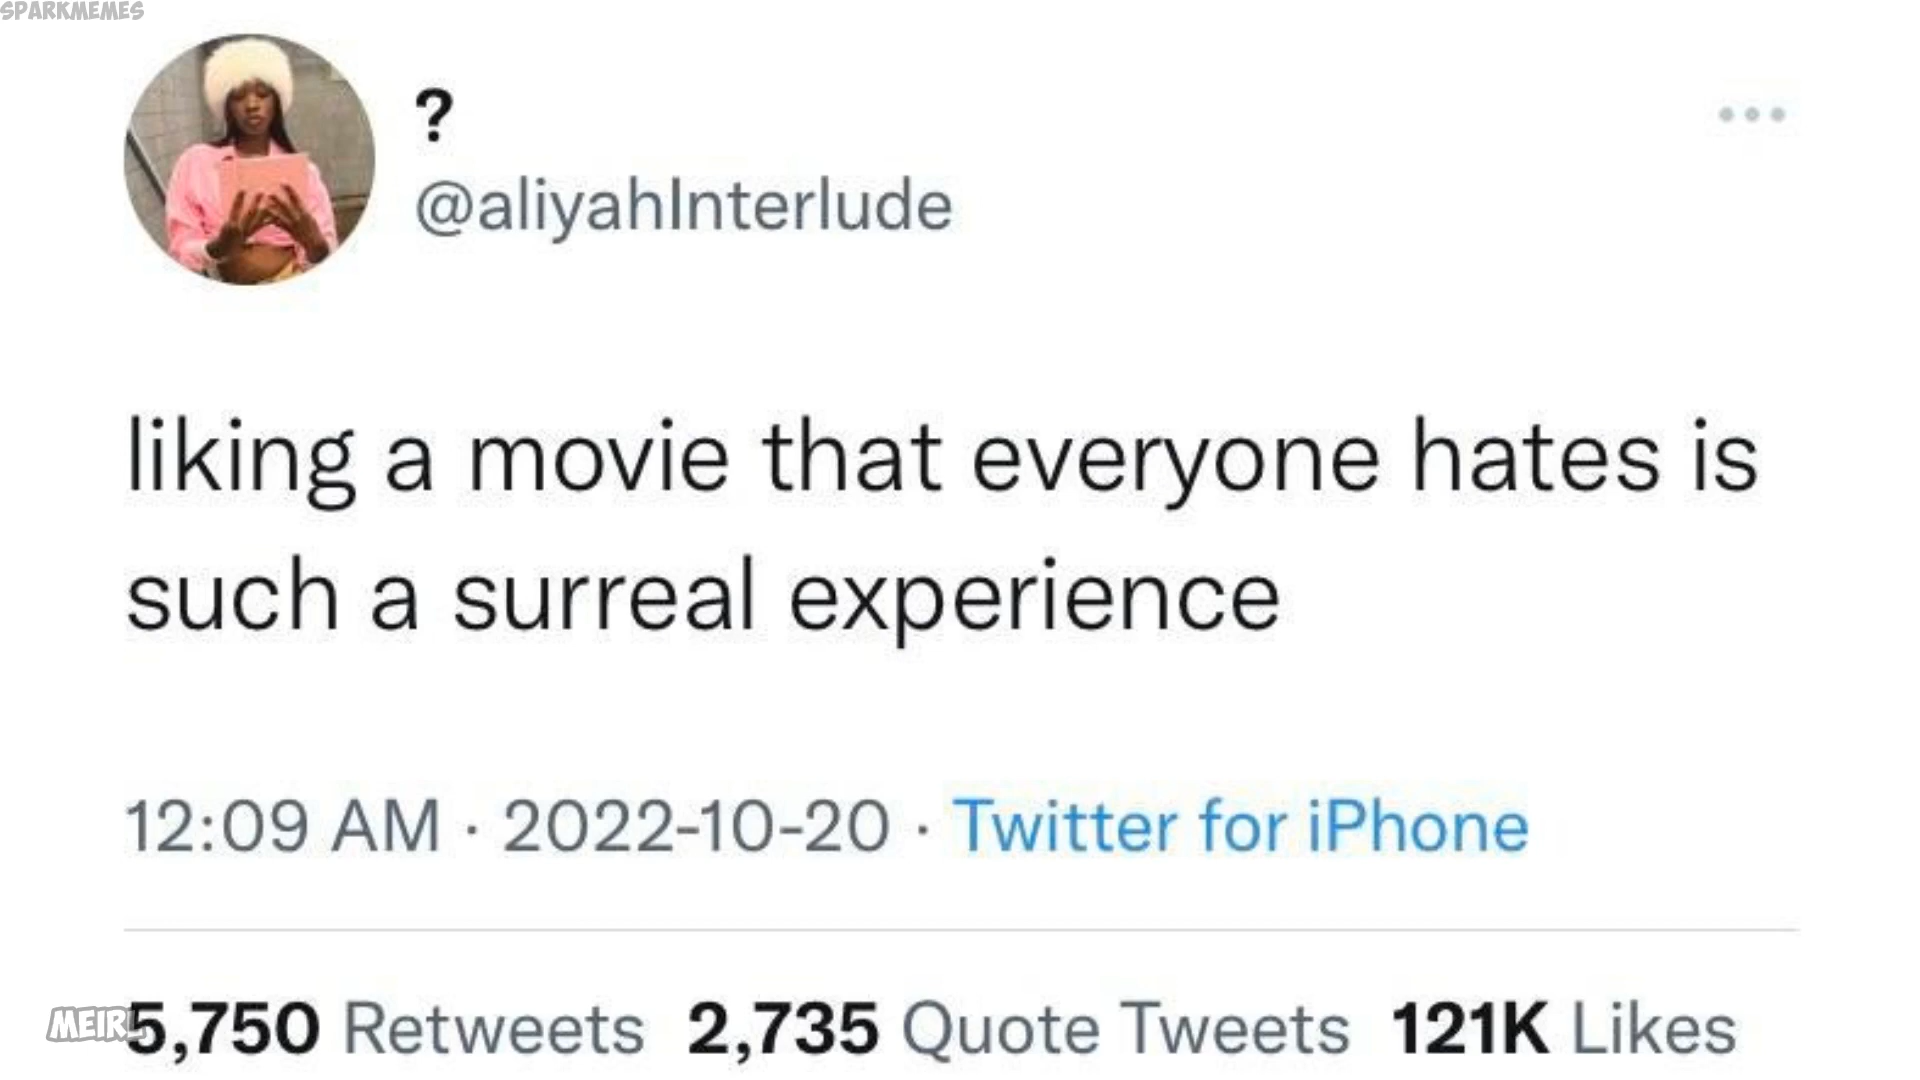 SPARKMEMES
?
@aliyahInterlude
liking a movie that everyone hates is
such a surreal experience
12:09 AM · 2022-10-20 · Twitter for iPhone
MEIRL
5,750 Retweets 2,735 Quote Tweets 121K Likes